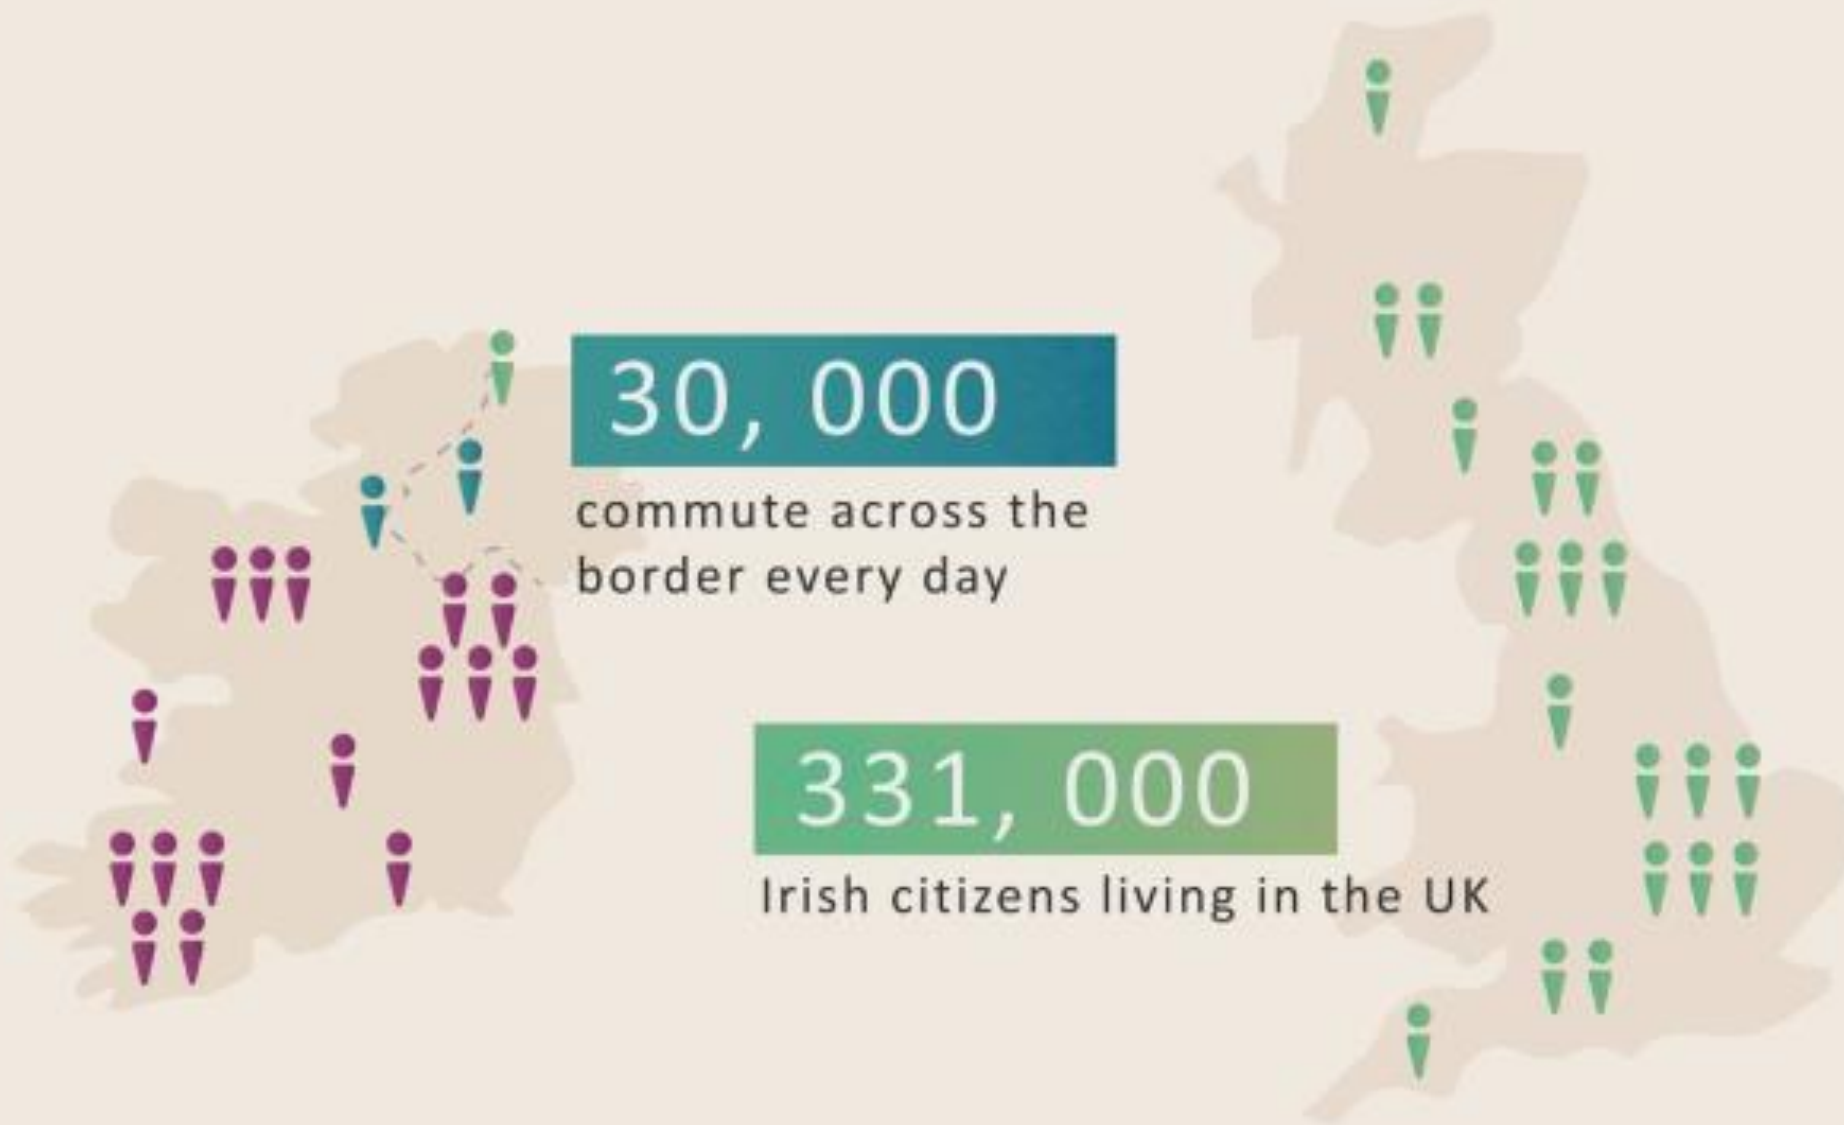 30, 000
commute across the
border every day
331, 000
Irish citizens living in the UK